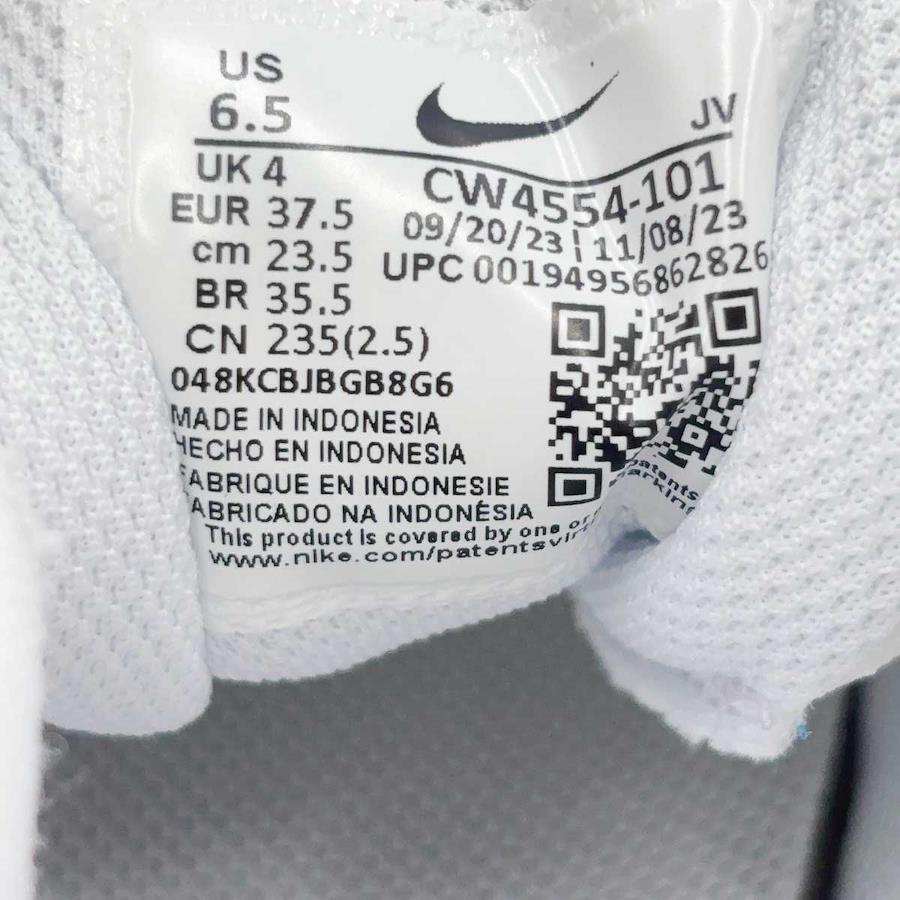 US
6.5
JV
UK 4
EUR 37.5
cm 23.5
BR 35.5
CN 235(2.5)
CW4554-101
09/20/23 | 11/08/23
UPC 00194956862826
048KCBJBGB8G6
MADE IN INDONESIA
HECHO EN INDONESIA
FABRIQUE EN INDONESIE
FABRICADO NA INDONÉSIA
This product is covered by one or
www.nike.com/patents
patents